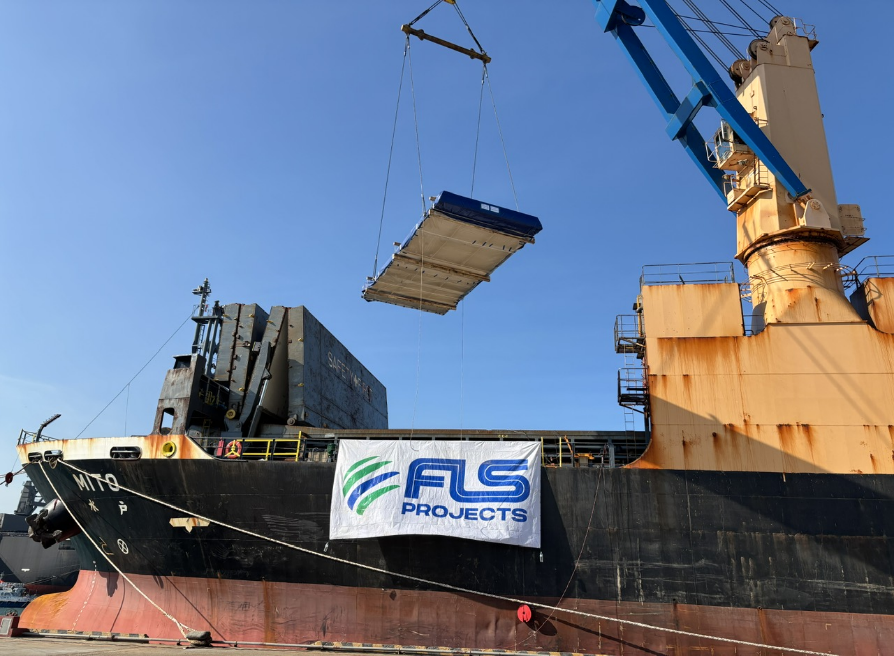 SAFETY
MITO
水
戸
FLS
PROJECTS